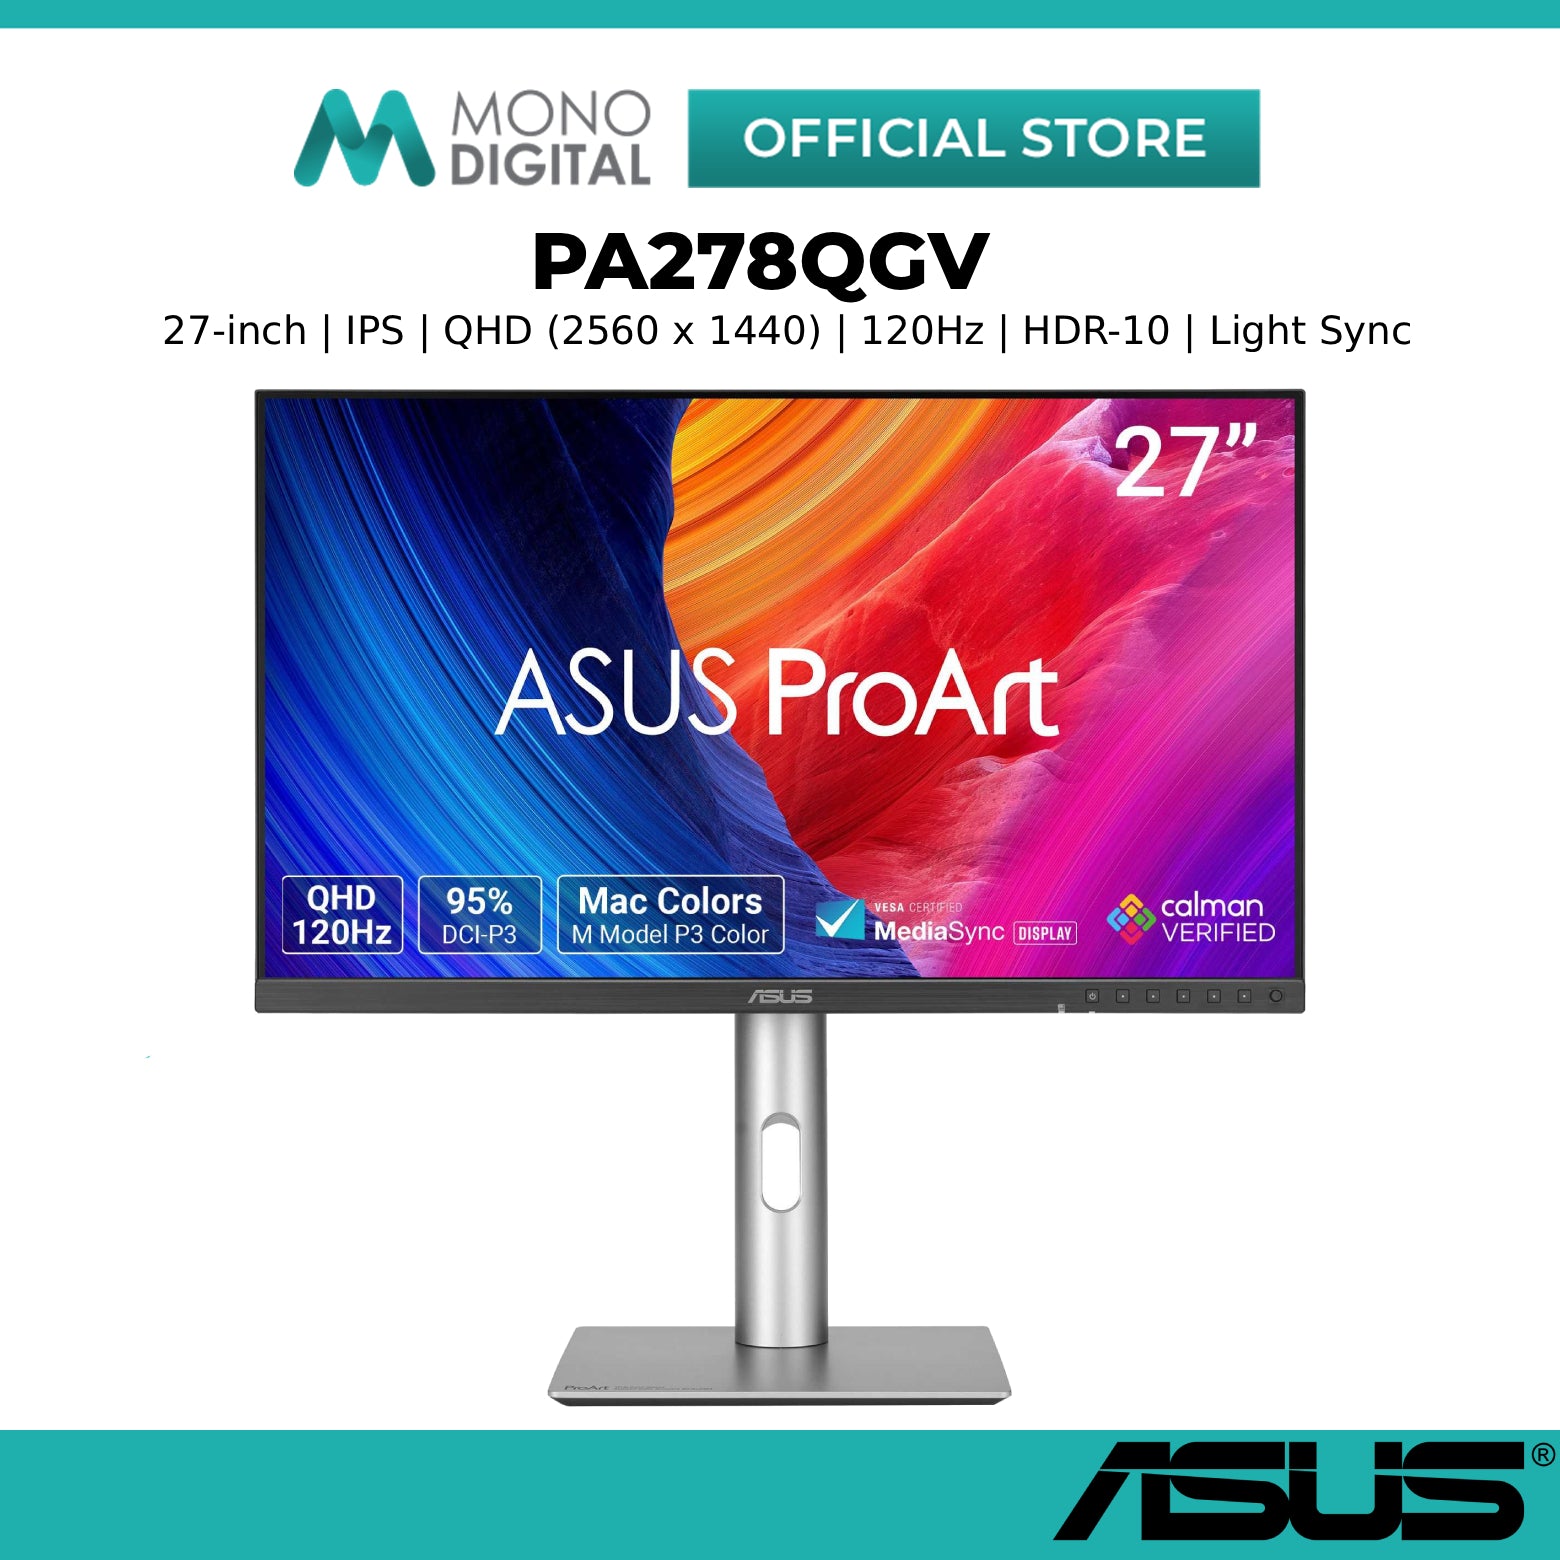 MONO
DIGITAL
OFFICIAL STORE
PA278QGV
27-inch | IPS | QHD (2560 x 1440) | 120Hz | HDR-10 | Light Sync
27”
ASUS ProArt
QHD
120Hz
95%
DCI-P3
Mac Colors
M Model P3 Color
VESA CERTIFIED
MediaSync DISPLAY
calman
VERIFIED
ASUS
ProArt
ASUS®